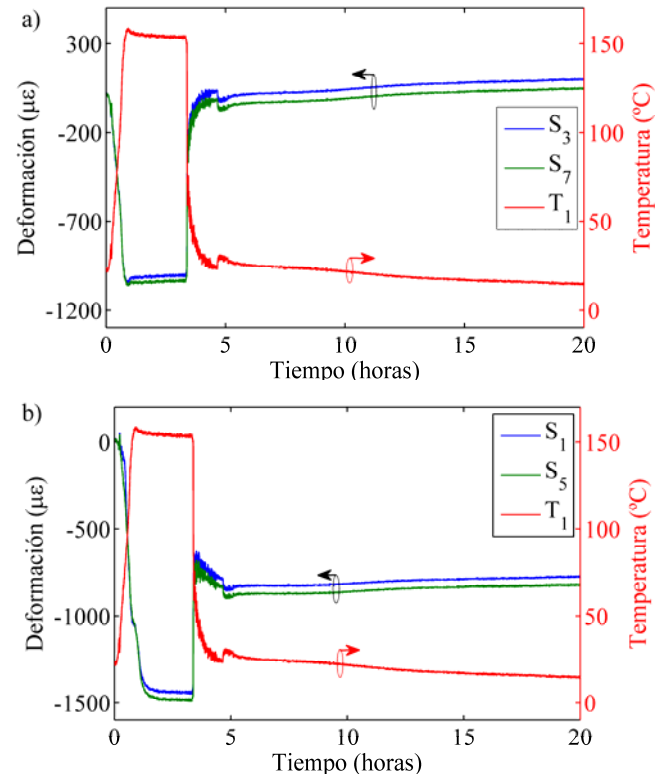 a)
Deformación (με)
300
-200
-700
-1200
Temperatura (ºC)
150
100
50
0
S3
S7
T1
0 5 10 15 20
Tiempo (horas)
b)
Deformación (με)
0
-500
-1000
-1500
Temperatura (ºC)
150
100
50
0
S1
S5
T1
0 5 10 15 20
Tiempo (horas)